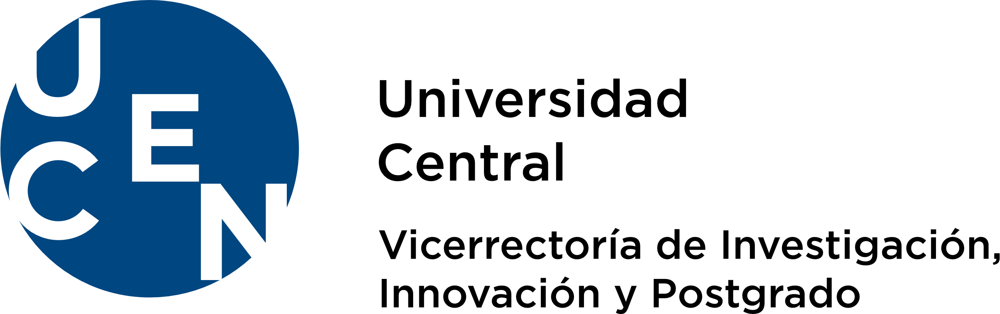 UCEN
Universidad
Central
Vicerrectoría de Investigación,
Innovación y Postgrado